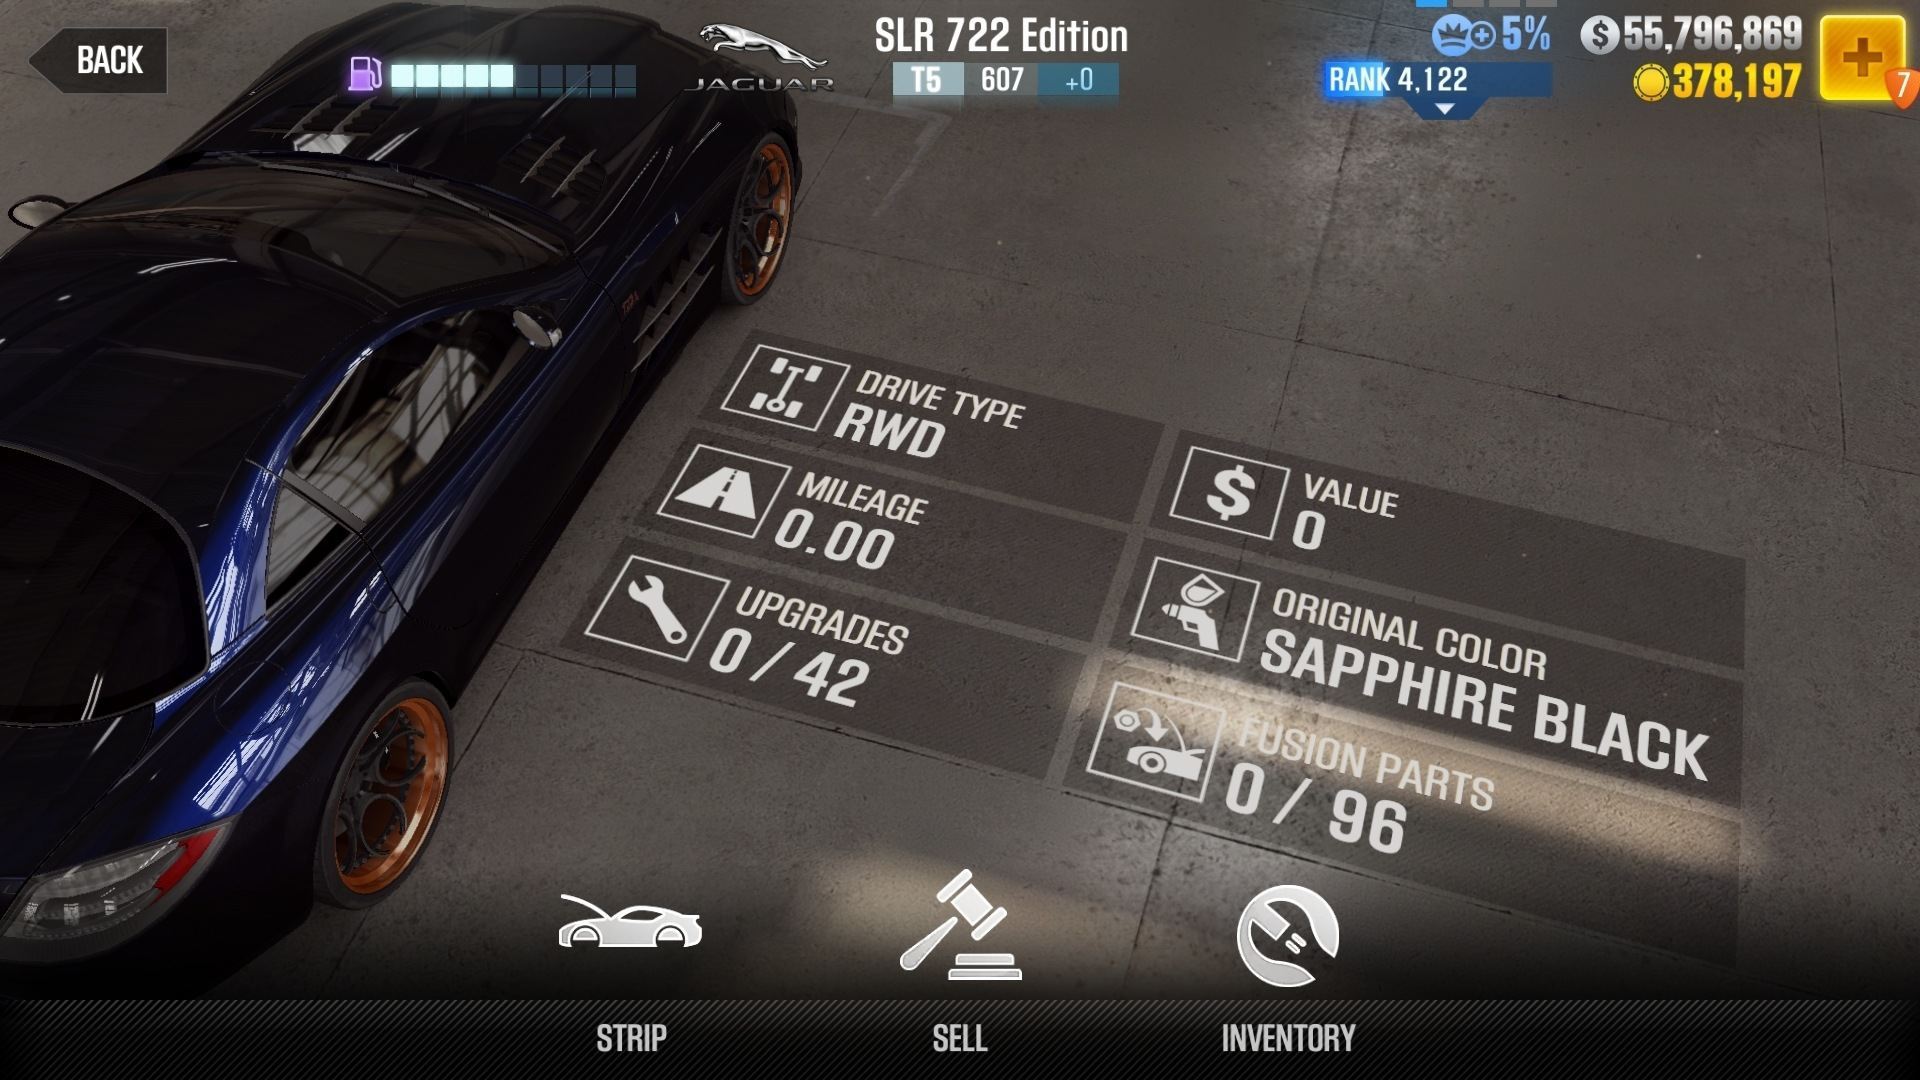 BACK
JAGUAR
SLR 722 Edition
T5 607 +0
5%
RANK 4,122
$ 55,796,869
378,197
7
DRIVE TYPE
RWD
MILEAGE
0.00
UPGRADES
0 / 42
$ VALUE
0
ORIGINAL COLOR
SAPPHIRE BLACK
FUSION PARTS
0 / 96
STRIP
SELL
INVENTORY